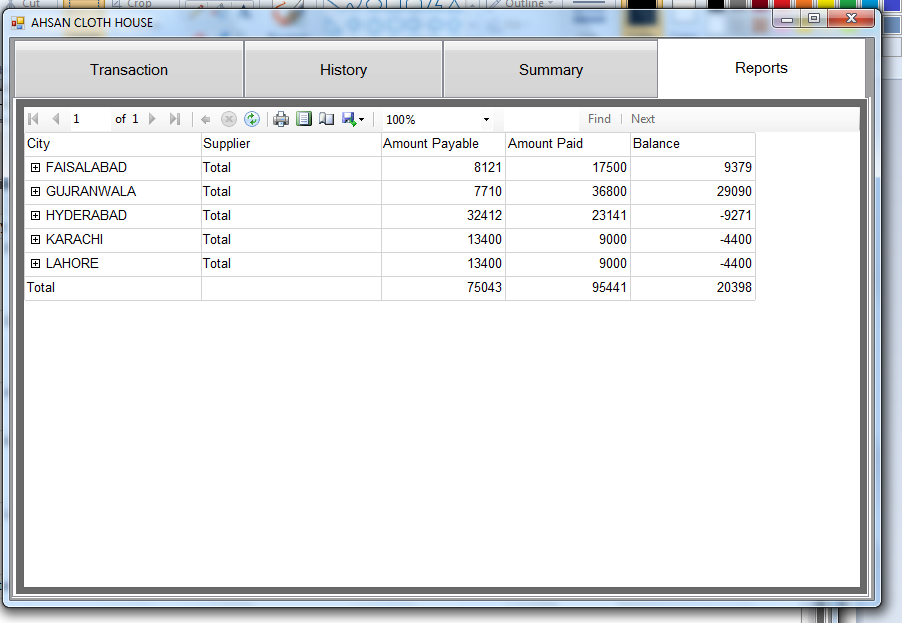 Cut Crop Outline
AHSAN CLOTH HOUSE
Transaction History Summary Reports
1 of 1 100% Find Next
City Supplier Amount Payable Amount Paid Balance
FAISALABAD Total 8121 17500 9379
GUJRANWALA Total 7710 36800 29090
HYDERABAD Total 32412 23141 -9271
KARACHI Total 13400 9000 -4400
LAHORE Total 13400 9000 -4400
Total 75043 95441 20398